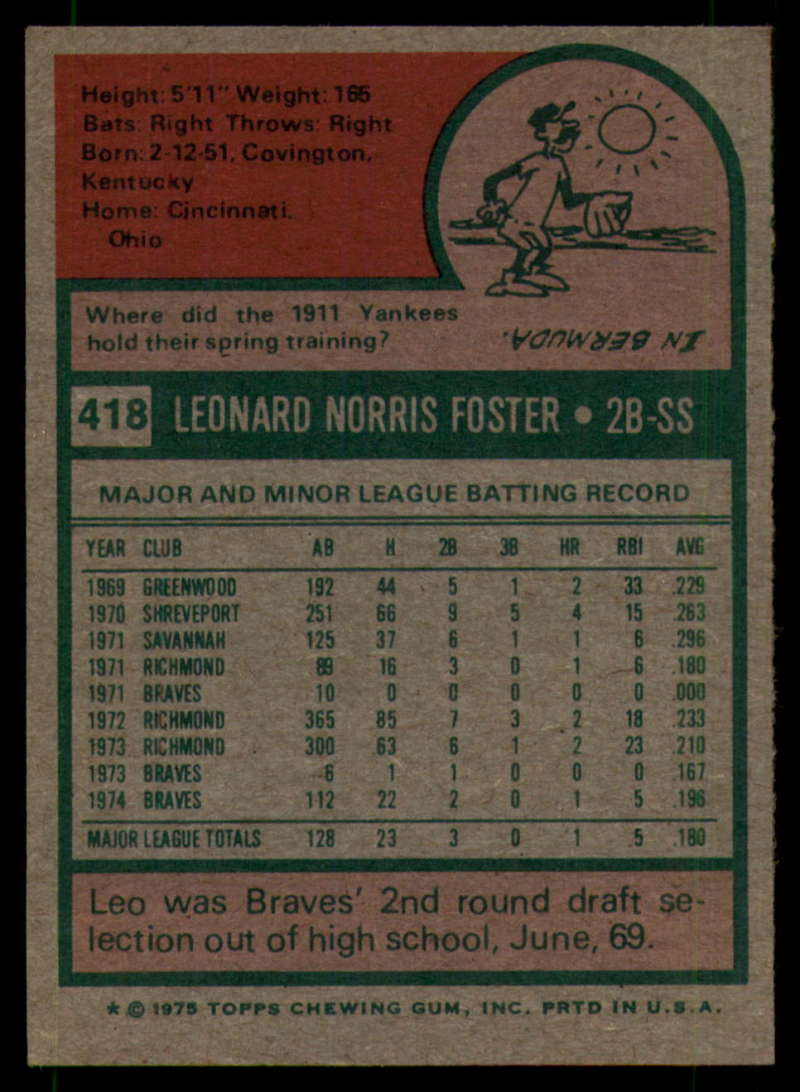 Height: 5'11" Weight: 165
Bats: Right Throws: Right
Born: 2-12-51, Covington,
Kentucky
Home: Cincinnati,
Ohio
Where did the 1911 Yankees
hold their spring training?
IN BERMUDA.
418 LEONARD NORRIS FOSTER • 2B-SS
MAJOR AND MINOR LEAGUE BATTING RECORD
YEAR CLUB AB H 2B 3B HR RBI AVG
1969 GREENWOOD 192 44 5 1 2 33 .229
1970 SHREVEPORT 251 66 9 5 4 15 .263
1971 SAVANNAH 125 37 6 1 1 6 .296
1971 RICHMOND 89 16 3 0 1 6 .180
1971 BRAVES 10 0 0 0 0 0 .000
1972 RICHMOND 365 85 7 3 2 18 .233
1973 RICHMOND 300 63 6 1 2 23 .210
1973 BRAVES 6 1 1 0 0 0 .167
1974 BRAVES 112 22 2 0 1 5 .196
MAJOR LEAGUE TOTALS 128 23 3 0 1 5 .180
Leo was Braves' 2nd round draft se-
lection out of high school, June, 69.
* © 1975 TOPPS CHEWING GUM, INC. PRTD IN U.S.A.